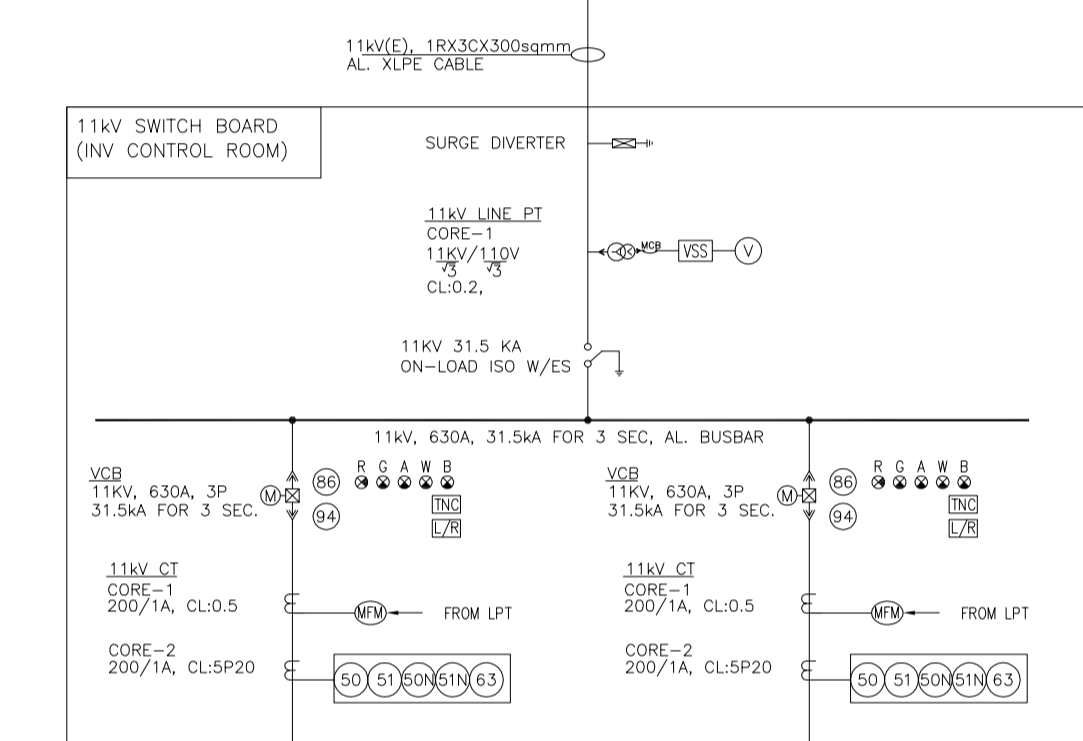 11kV(E), 1RX3CX300sqmm
AL. XLPE CABLE
11kV SWITCH BOARD
(INV CONTROL ROOM)
SURGE DIVERTER
11kV LINE PT
CORE-1
11KV/110V
√3 √3
CL:0.2,
MCB
VSS
V
11KV 31.5 KA
ON-LOAD ISO W/ES
11kV, 630A, 31.5kA FOR 3 SEC, AL. BUSBAR
VCB
11KV, 630A, 3P
31.5kA FOR 3 SEC.
M
86
94
R G A W B
TNC
L/R
11kV CT
CORE-1
200/1A, CL:0.5
MFM
FROM LPT
CORE-2
200/1A, CL:5P20
50 51 50N 51N 63
VCB
11KV, 630A, 3P
31.5kA FOR 3 SEC.
M
86
94
R G A W B
TNC
L/R
11kV CT
CORE-1
200/1A, CL:0.5
MFM
FROM LPT
CORE-2
200/1A, CL:5P20
50 51 50N 51N 63